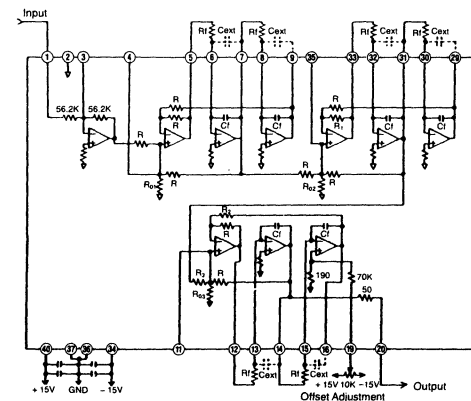 Input
Rf Cext Rf Cext Rf Cext Rf Cext
1 2 3 4 5 6 7 8 9 35 33 32 31 30 29
56.2K 56.2K
R R
R Cf Cf R1 Cf Cf
R
R R
R01 R R02
R2
R Cf Cf
R3 R
R03
190 70K
50
40 37 36 34 11 12 13 14 15 16 19 20
Rf Cext Rf Cext
+15V GND -15V
+15V 10K -15V
Output
Offset Adjustment